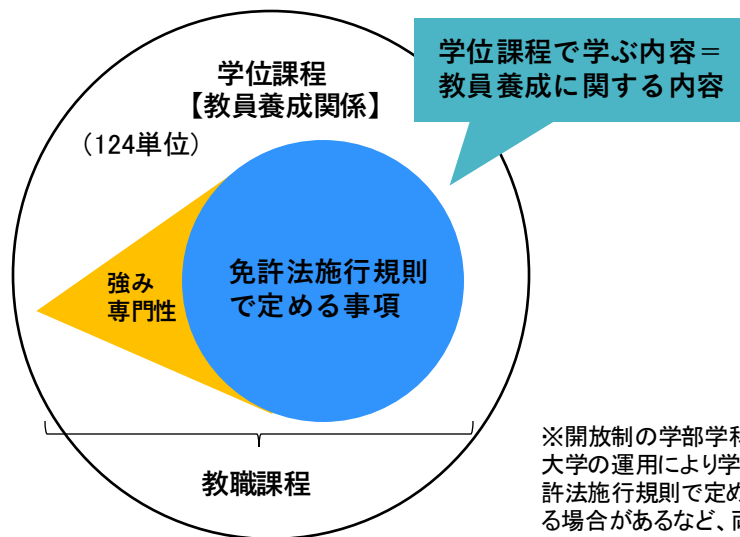 学位課程で学ぶ内容＝
教員養成に関する内容
学位課程
【教員養成関係】
（124単位）
強み
専門性
免許法施行規則
で定める事項
教職課程
※開放制の学部学科
大学の運用により学
許法施行規則で定め
る場合があるなど、両